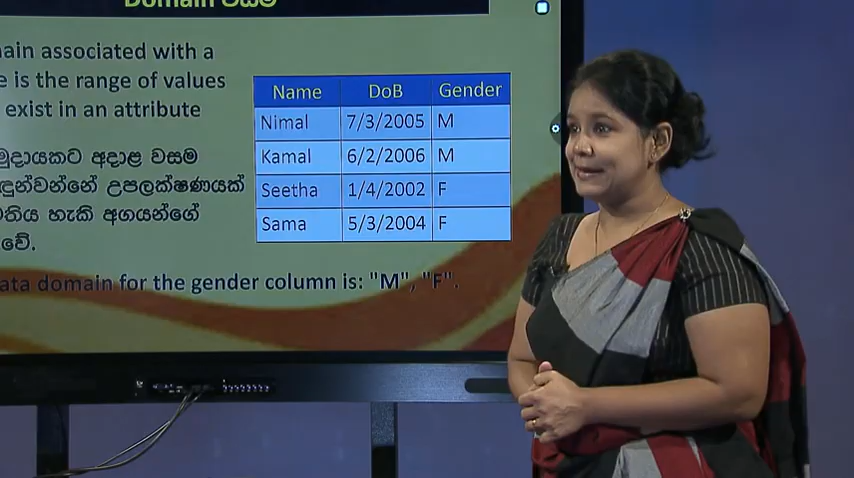 Domain වසම
ain associated with a
e is the range of values
exist in an attribute
Name DoB Gender
Nimal 7/3/2005 M
Kamal 6/2/2006 M
Seetha 1/4/2002 F
Sama 5/3/2004 F
මුදායකට අදාළ වසම
ඳුන්වන්නේ උපලක්ෂණයක්
වතිය හැකි අගයන්ගේ
වේ.
ata domain for the gender column is: "M", "F".